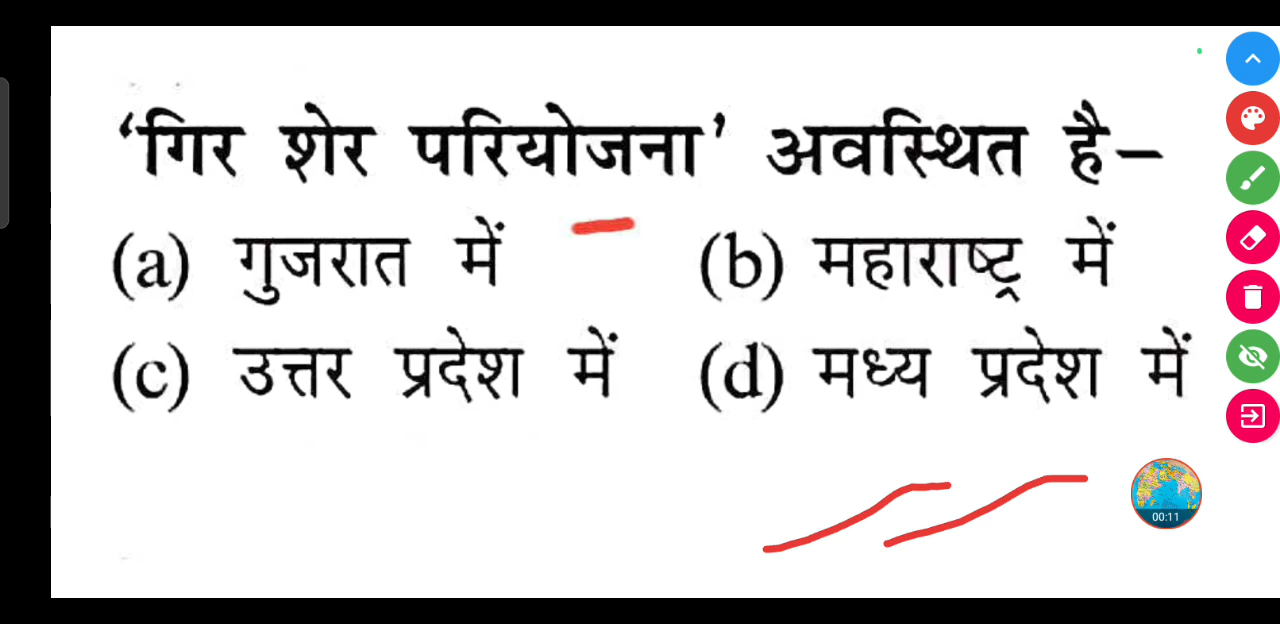 ‘गिर शेर परियोजना’ अवस्थित है–
(a) गुजरात में (b) महाराष्ट्र में
(c) उत्तर प्रदेश में (d) मध्य प्रदेश में
00:11